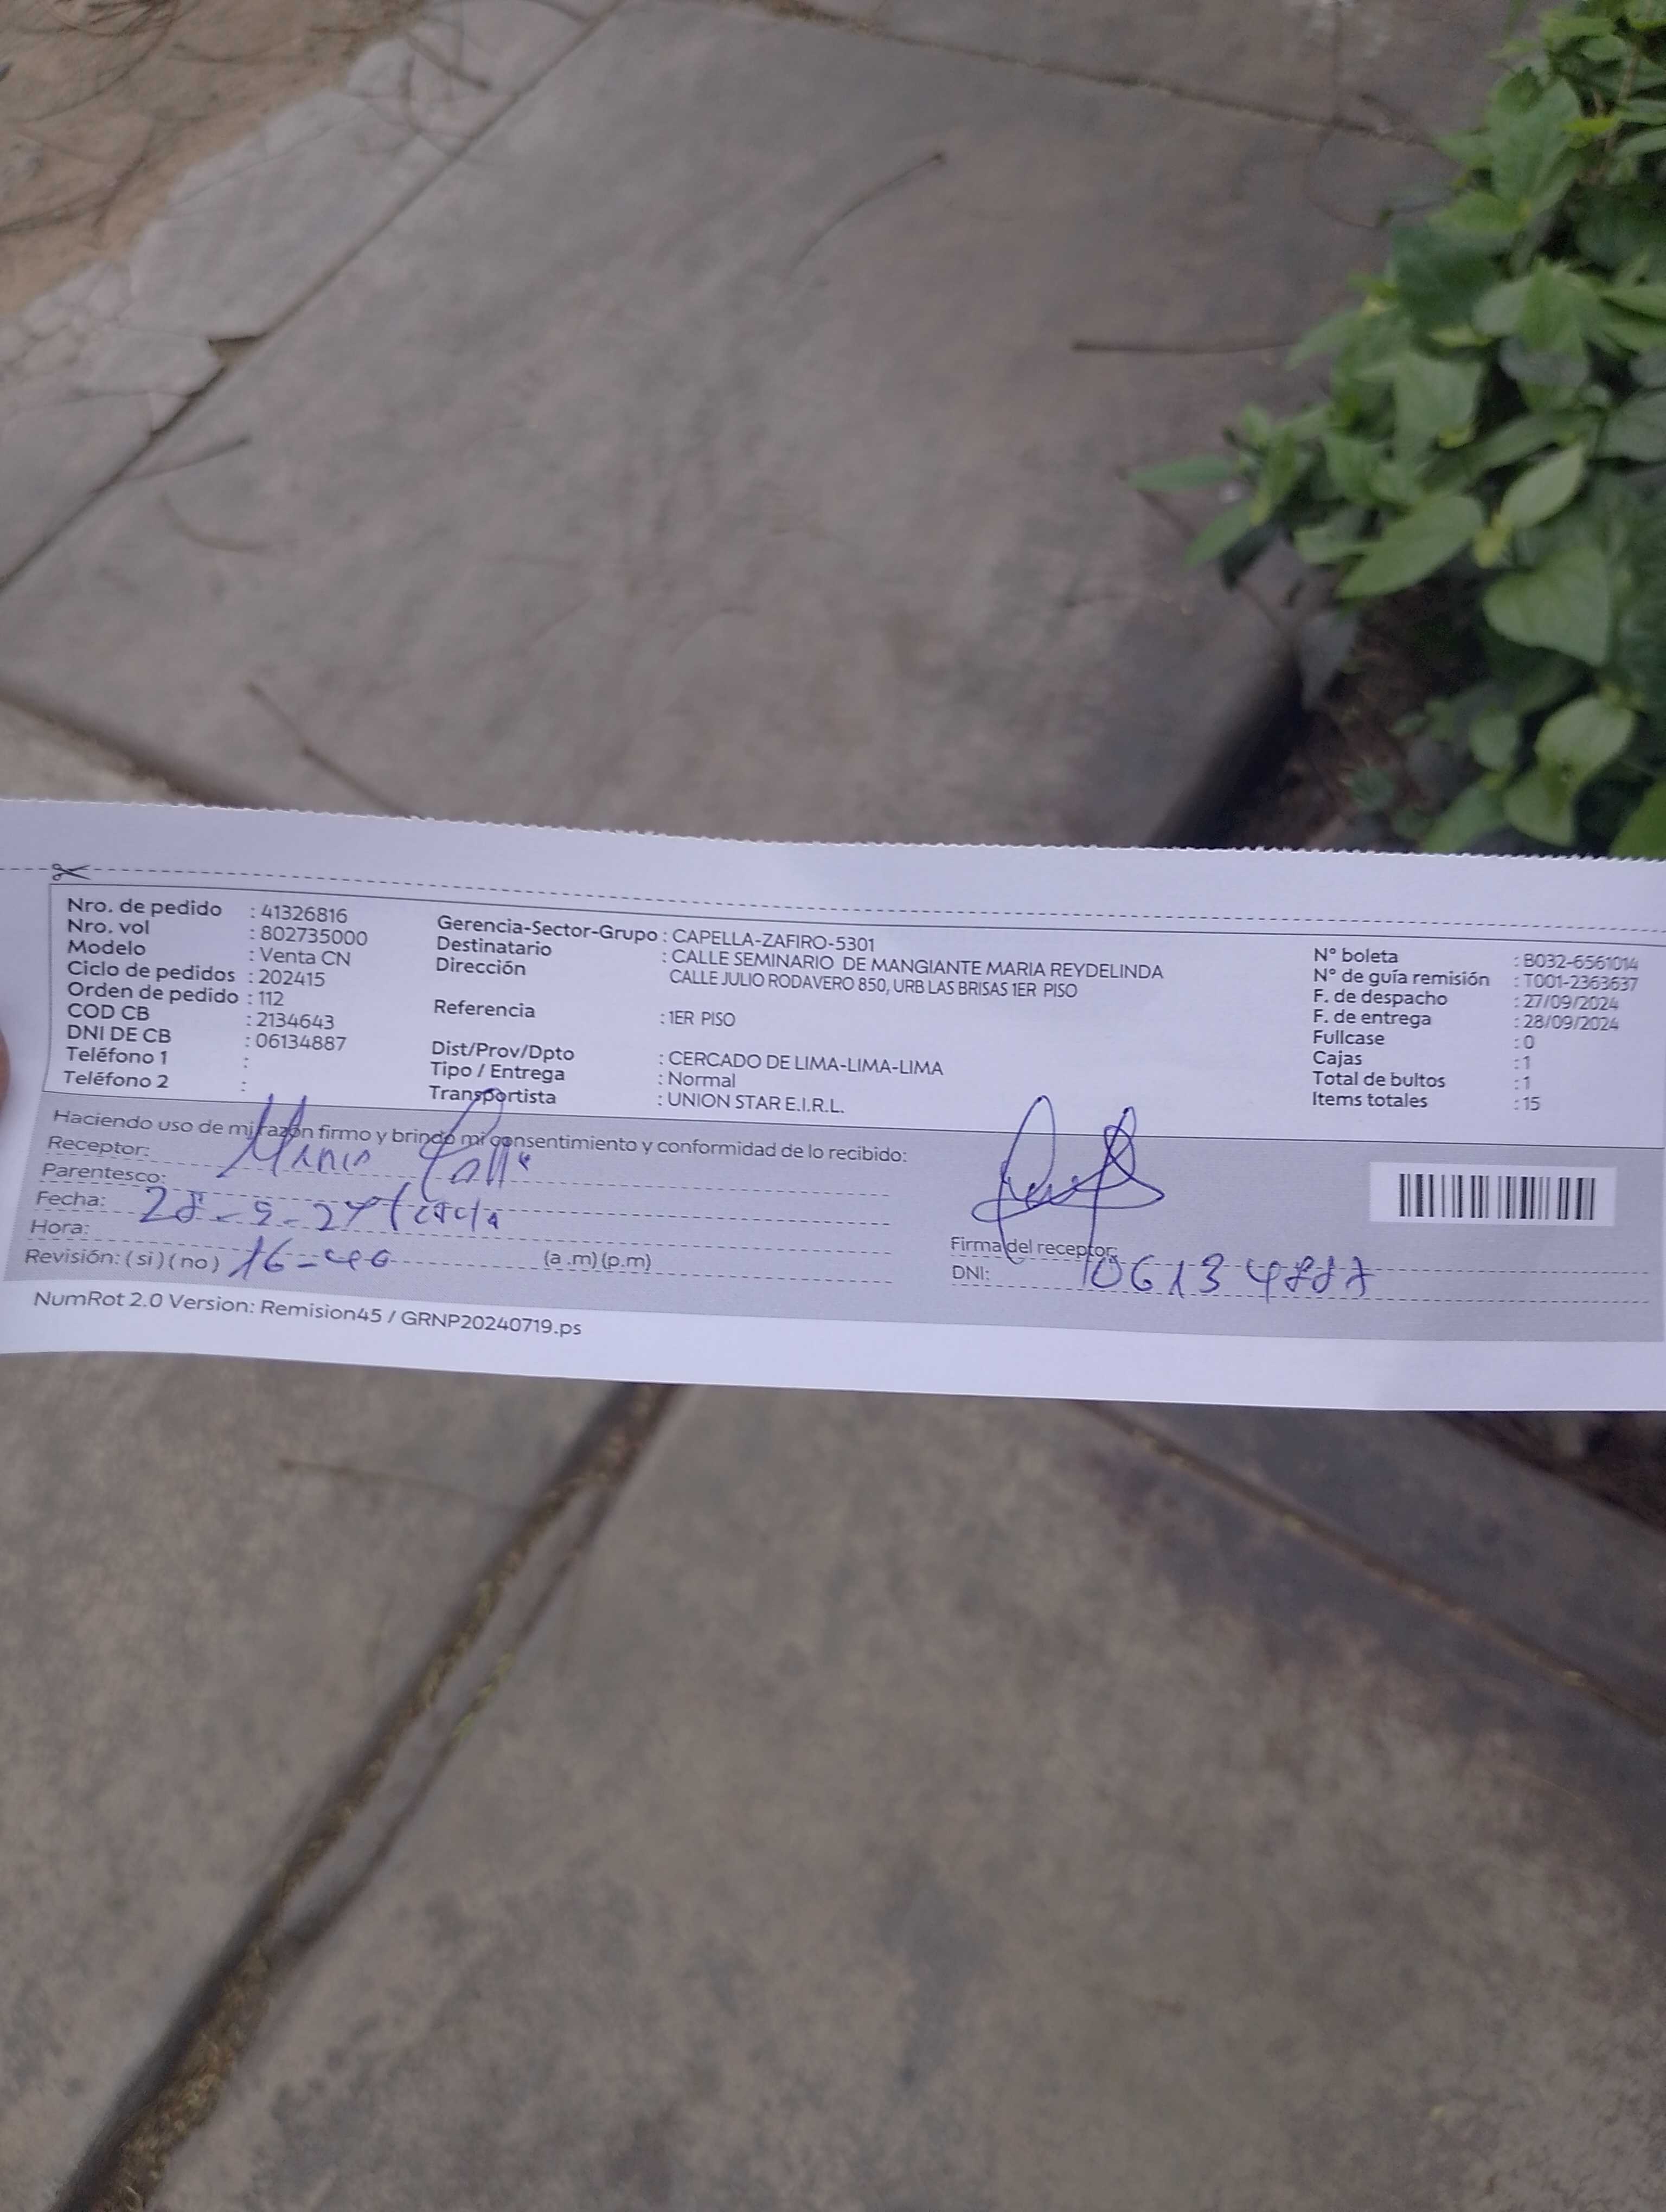 Nro. de pedido : 41326816
Nro. vol : 802735000
Modelo : Venta CN
Ciclo de pedidos : 202415
Orden de pedido : 112
COD CB : 2134643
DNI DE CB : 06134887
Teléfono 1 :
Teléfono 2 :
Gerencia-Sector-Grupo : CAPELLA-ZAFIRO-5301
Destinatario : CALLE SEMINARIO DE MANGIANTE MARIA REYDELINDA
Dirección CALLE JULIO RODAVERO 850, URB LAS BRISAS 1ER PISO
Referencia : 1ER PISO
Dist/Prov/Dpto : CERCADO DE LIMA-LIMA-LIMA
Tipo / Entrega : Normal
Transportista : UNION STAR E.I.R.L.
N° boleta : B032-6561014
N° de guía remisión : T001-2363637
F. de despacho : 27/09/2024
F. de entrega : 28/09/2024
Fullcase : 0
Cajas : 1
Total de bultos : 1
Items totales : 15
Haciendo uso de mi razón firmo y brindo mi consentimiento y conformidad de lo recibido:
Receptor: Maria Calle
Parentesco:
Fecha: 28-9-24
Hora:
Revisión: (si) (no) 16-40 (a .m) (p.m)
Firma del receptor:
DNI: 06134887
NumRot 2.0 Version: Remision45 / GRNP20240719.ps